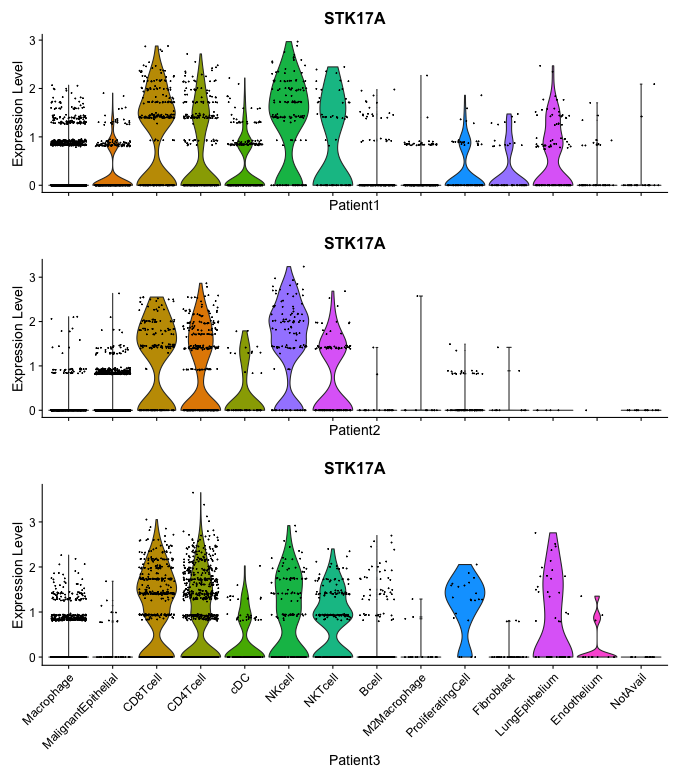 STK17A
Expression Level
3
2
1
0
Patient1
STK17A
Expression Level
3
2
1
0
Patient2
STK17A
Expression Level
3
2
1
0
Macrophage
MalignantEpithelial
CD8Tcell
CD4Tcell
cDC
NKcell
NKTcell
Bcell
M2Macrophage
ProliferatingCell
Fibroblast
LungEpithelium
Endothelium
NotAvail
Patient3